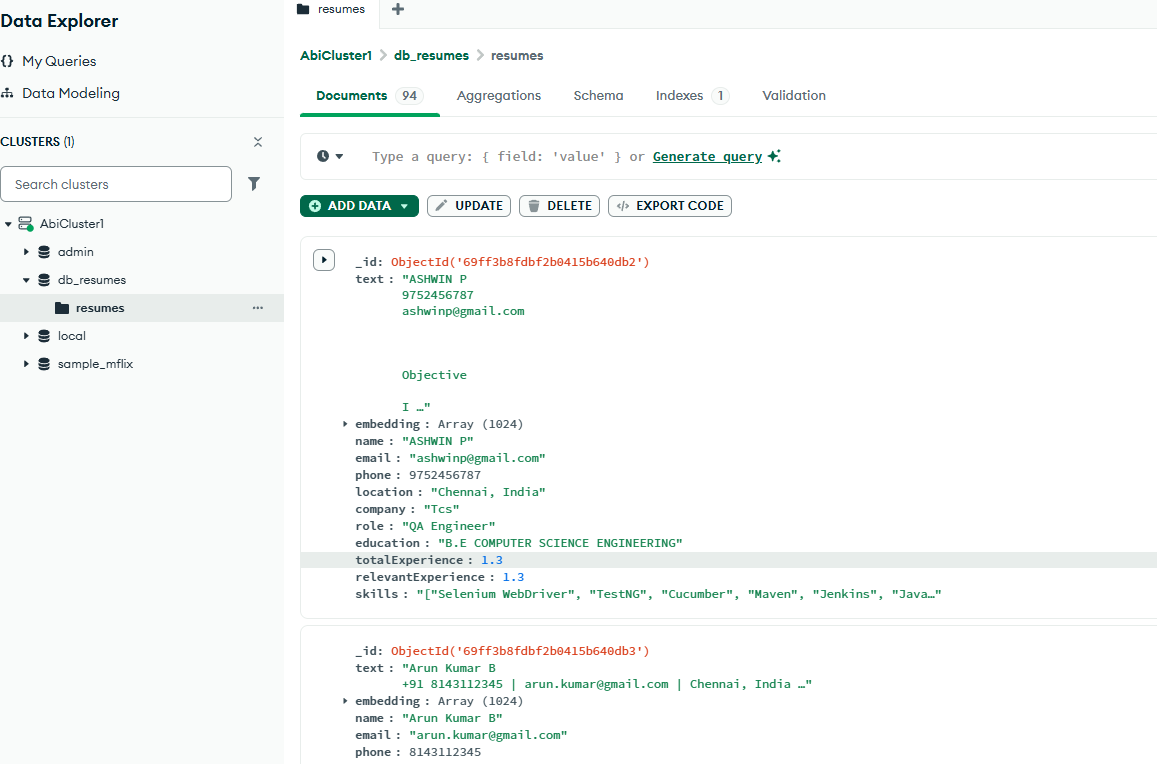 Data Explorer
My Queries
Data Modeling
CLUSTERS (1)
Search clusters
AbiCluster1
admin
db_resumes
resumes
local
sample_mflix
resumes
AbiCluster1 > db_resumes > resumes
Documents 94 Aggregations Schema Indexes 1 Validation
Type a query: { field: 'value' } or Generate query
ADD DATA UPDATE DELETE EXPORT CODE
_id: ObjectId('69ff3b8fdbf2b0415b640db2')
text : "ASHWIN P
9752456787
ashwinp@gmail.com
Objective
I …"
embedding : Array (1024)
name : "ASHWIN P"
email : "ashwinp@gmail.com"
phone : 9752456787
location : "Chennai, India"
company : "Tcs"
role : "QA Engineer"
education : "B.E COMPUTER SCIENCE ENGINEERING"
totalExperience : 1.3
relevantExperience : 1.3
skills : "["Selenium WebDriver", "TestNG", "Cucumber", "Maven", "Jenkins", "Java…"
_id: ObjectId('69ff3b8fdbf2b0415b640db3')
text : "Arun Kumar B
+91 8143112345 | arun.kumar@gmail.com | Chennai, India …"
embedding : Array (1024)
name : "Arun Kumar B"
email : "arun.kumar@gmail.com"
phone : 8143112345